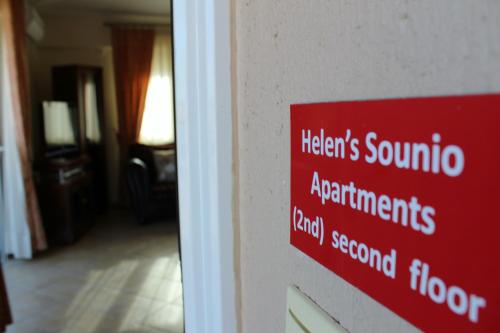 Helen's Sounio
Apartments
(2nd) second floor